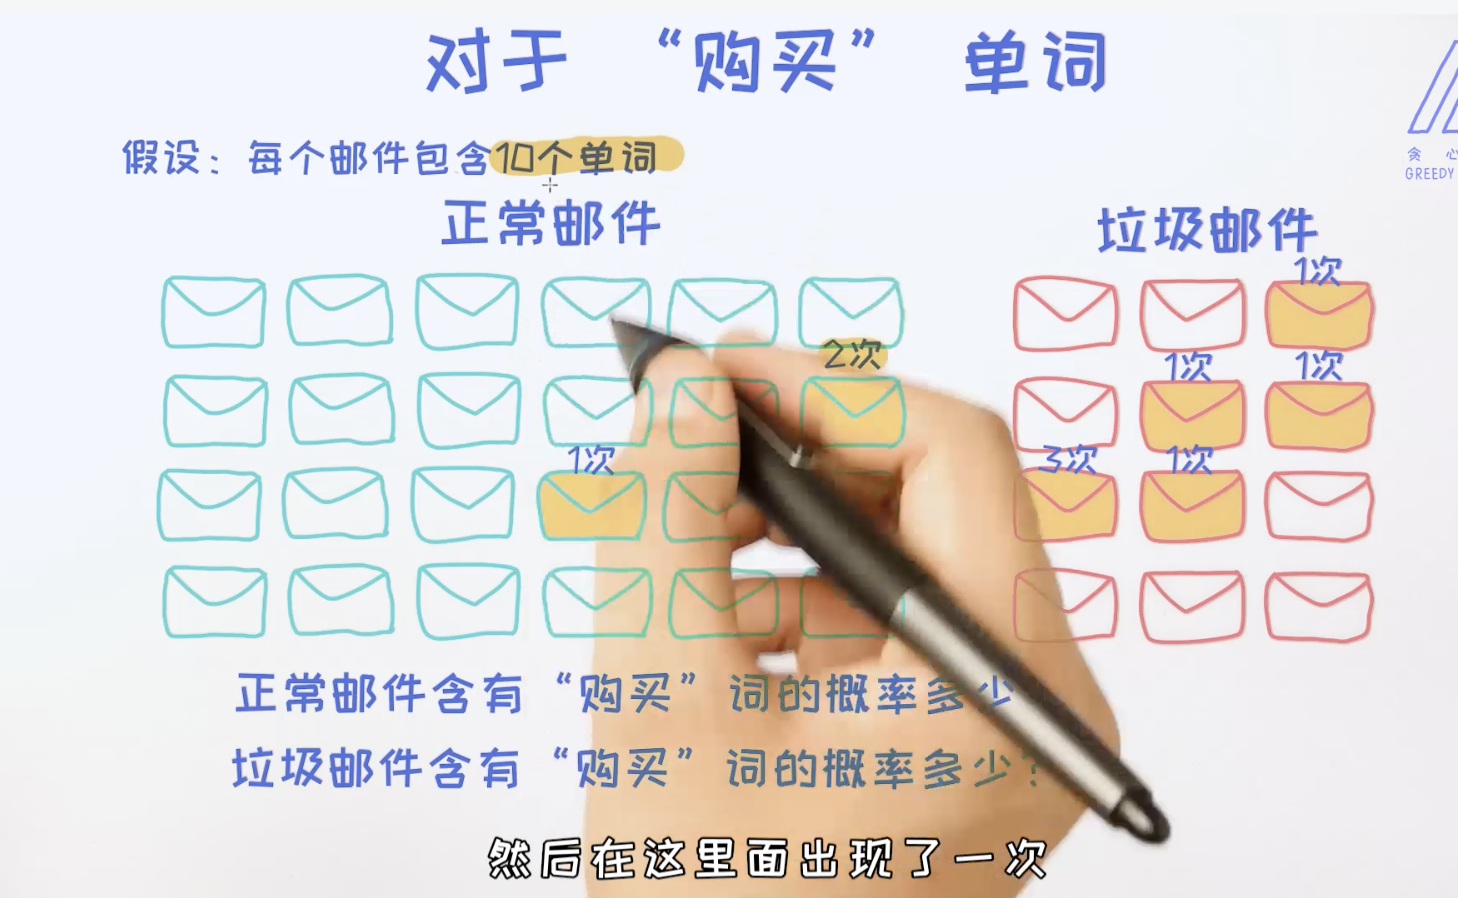 对于 “购买” 单词
假设：每个邮件包含10个单词
贪 心
GREEDY
正常邮件
垃圾邮件
1次
2次
1次
1次
1次
3次
1次
正常邮件含有“购买”词的概率多少
垃圾邮件含有“购买”词的概率多少？
然后在这里面出现了一次